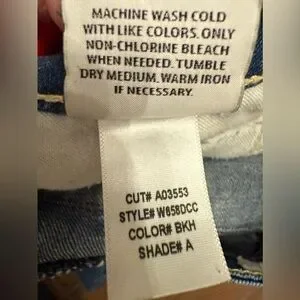 MACHINE WASH COLD
WITH LIKE COLORS. ONLY
NON-CHLORINE BLEACH
WHEN NEEDED. TUMBLE
DRY MEDIUM. WARM IRON
IF NECESSARY.
CUT# A03553
STYLE# W658DCC
COLOR# BKH
SHADE# A